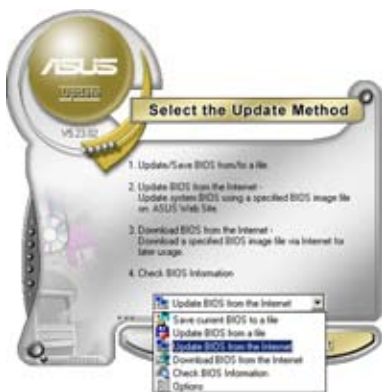 ASUS
Update
V5.23.02
Select the Update Method
1. Update/Save BIOS from/to a file.
2. Update BIOS from the Internet -
Update system BIOS using a specified BIOS image file
on ASUS Web Site.
3. Download BIOS from the Internet -
Download a specified BIOS image file via Internet for
later usage.
4. Check BIOS Information
Update BIOS from the Internet
Save current BIOS to a file
Update BIOS from a file
Update BIOS from the Internet
Download BIOS from the Internet
Check BIOS Information
Options